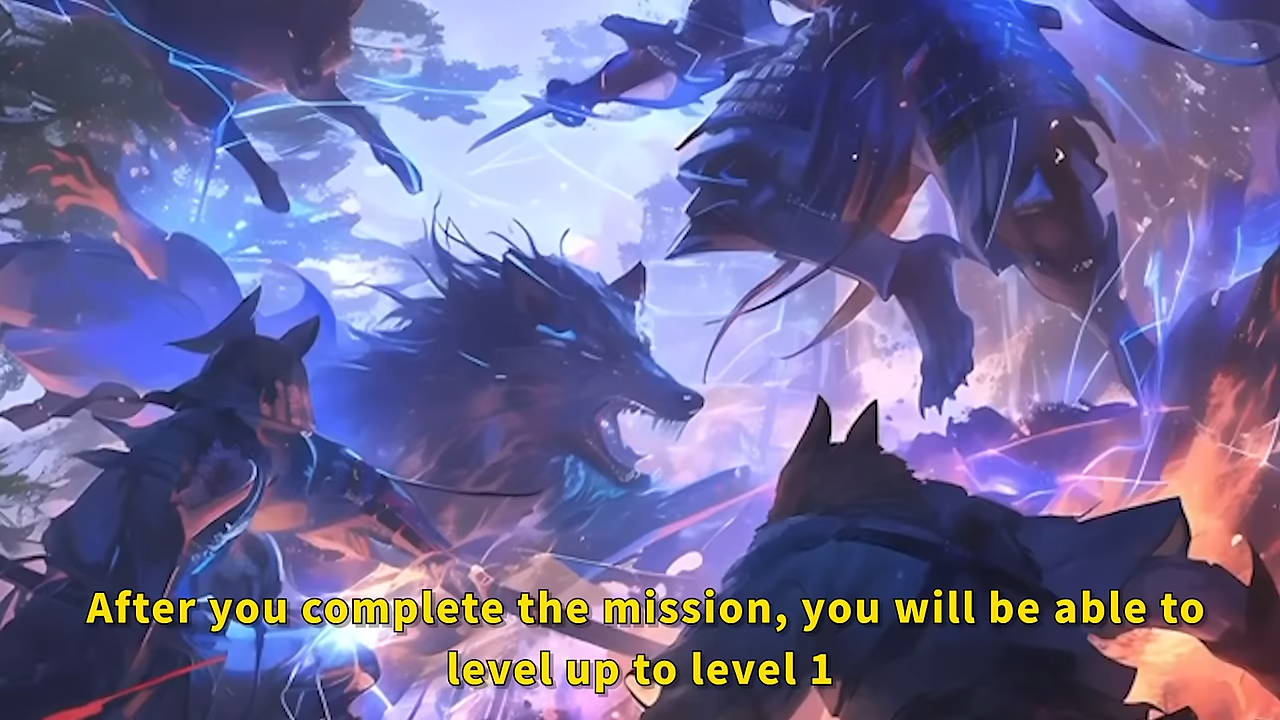 After you complete the mission, you will be able to
level up to level 1